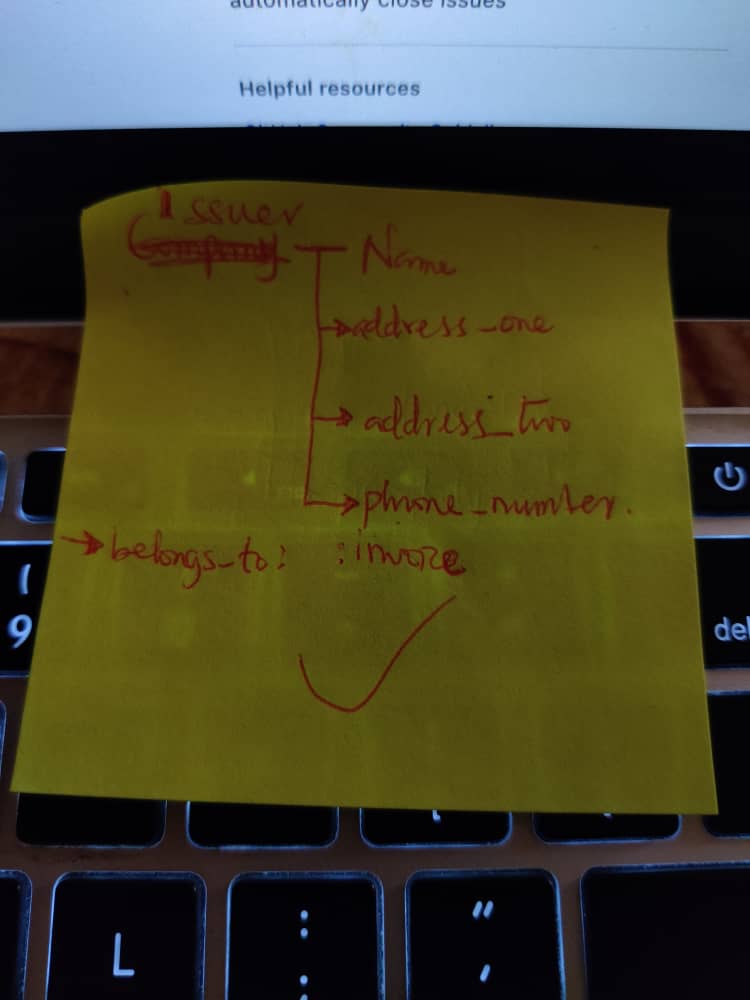 automatically close issues
Helpful resources
Issuer
Company
Name
address_one
address_two
phone_number.
belongs_to: :invoice
(
9
del
L
:
;
"
'